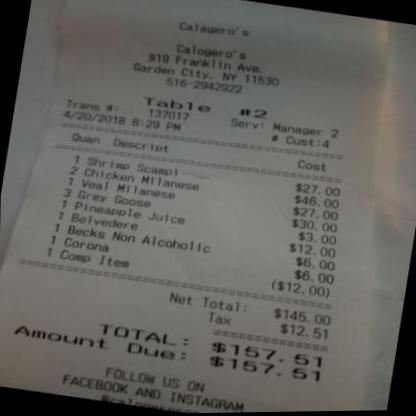 Calagero's
Calogero's
919 Franklin Ave.
Garden City, NY 11530
516-2942922
Table #2
Trans #: 137017 Serv: Manager 2
4/20/2018 8:29 PM # Cust:4
Quan Descript Cost
1 Shrimp Scampi $27.00
2 Chicken Milanese $46.00
1 Veal Milanese $27.00
3 Grey Goose $30.00
1 Pineapple Juice $3.00
1 Belvedere $12.00
1 Becks Non Alcoholic $6.00
1 Corona $6.00
1 Comp Item ($12.00)
Net Total: $145.00
Tax $12.51
TOTAL: $157.51
Amount Due: $157.51
FOLLOW US ON
FACEBOOK AND INSTAGRAM